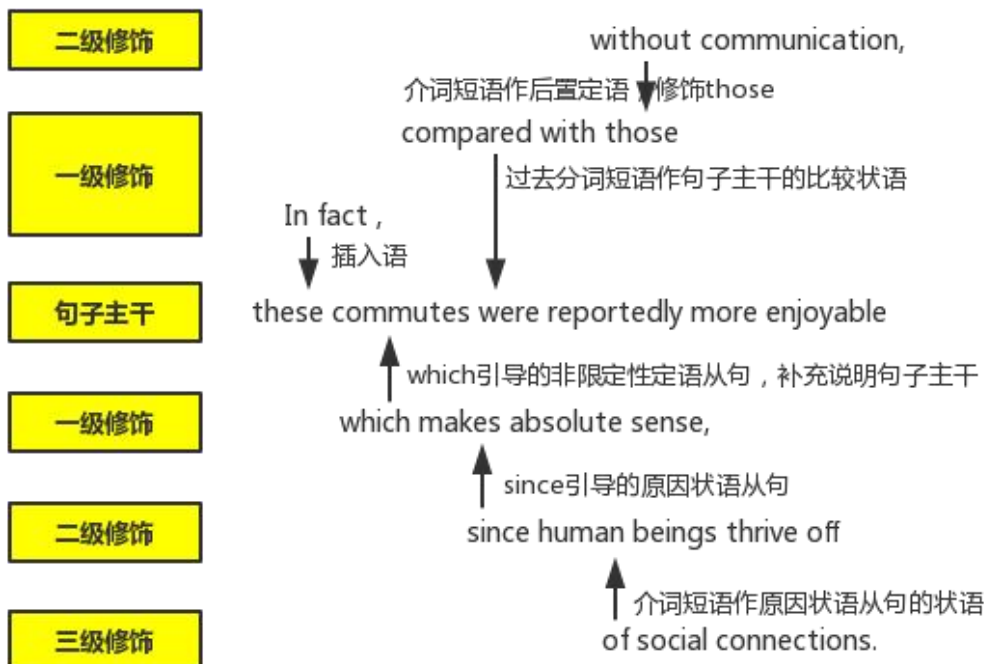 二级修饰
without communication,
介词短语作后置定语，修饰those
compared with those
一级修饰
过去分词短语作句子主干的比较状语
In fact ,
插入语
句子主干
these commutes were reportedly more enjoyable
which引导的非限定性定语从句，补充说明句子主干
一级修饰
which makes absolute sense,
since引导的原因状语从句
二级修饰
since human beings thrive off
介词短语作原因状语从句的状语
三级修饰
of social connections.